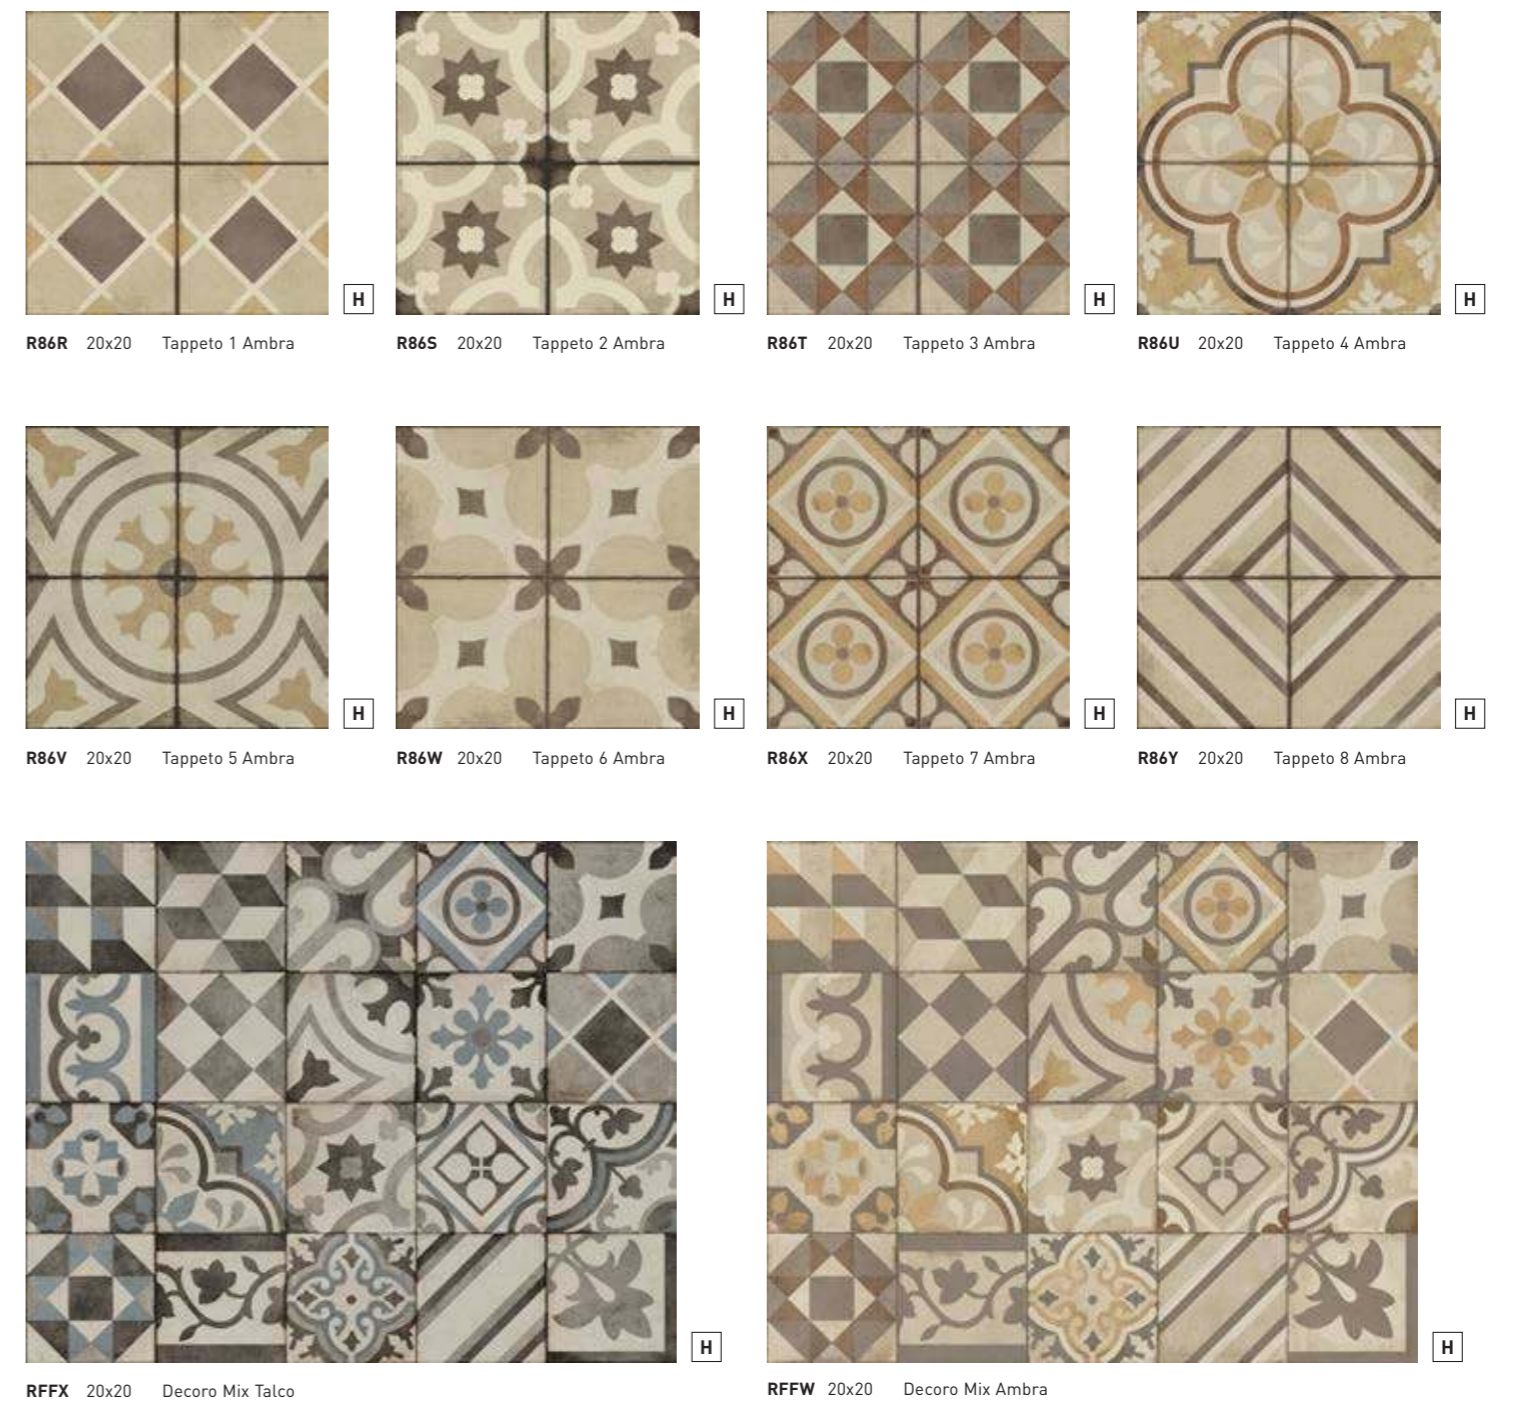 H H H H
R86R 20x20 Tappeto 1 Ambra R86S 20x20 Tappeto 2 Ambra R86T 20x20 Tappeto 3 Ambra R86U 20x20 Tappeto 4 Ambra
H H H H
R86V 20x20 Tappeto 5 Ambra R86W 20x20 Tappeto 6 Ambra R86X 20x20 Tappeto 7 Ambra R86Y 20x20 Tappeto 8 Ambra
H H
RFFX 20x20 Decoro Mix Talco RFFW 20x20 Decoro Mix Ambra